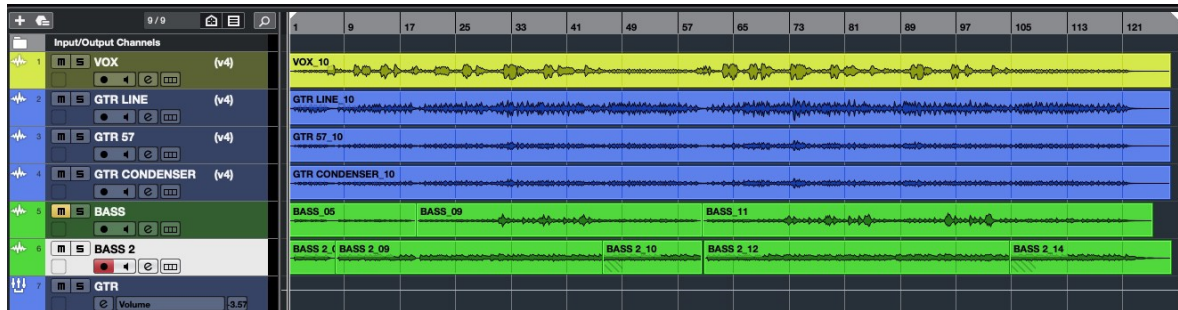 9/9
1 9 17 25 33 41 49 57 65 73 81 89 97 105 113 121
Input/Output Channels
1 m S VOX (v4)
VOX_10
e
2 m S GTR LINE (v4)
GTR LINE_10
e
3 m S GTR 57 (v4)
GTR 57_10
e
4 m S GTR CONDENSER (v4)
GTR CONDENSER_10
e
5 m S BASS
BASS_05 BASS_09 BASS_11
e
6 m S BASS 2
BASS 2_ BASS 2_09 BASS 2_10 BASS 2_12 BASS 2_14
e
7 m S GTR
e Volume -3.57